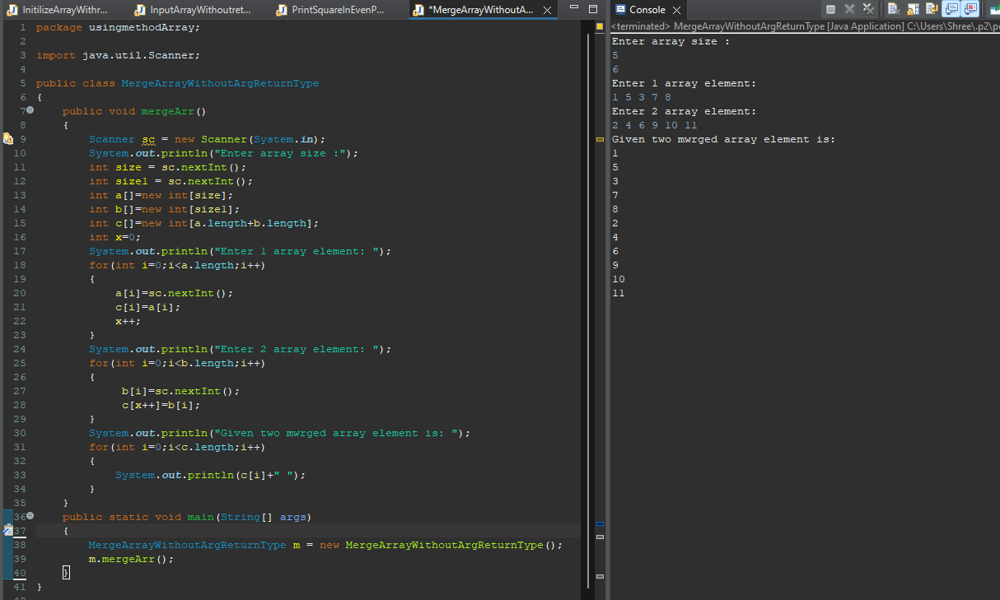 InitilizeArrayWithr...
InputArrayWithoutret...
PrintSquareInEvenP...
*MergeArrayWithoutA...
1 package usingmethodArray;
2
3 import java.util.Scanner;
4
5 public class MergeArrayWithoutArgReturnType
6 {
7     public void mergeArr()
8     {
9         Scanner sc = new Scanner(System.in);
10         System.out.println("Enter array size :");
11         int size = sc.nextInt();
12         int size1 = sc.nextInt();
13         int a[]=new int[size];
14         int b[]=new int[size1];
15         int c[]=new int[a.length+b.length];
16         int x=0;
17         System.out.println("Enter 1 array element: ");
18         for(int i=0;i<a.length;i++)
19         {
20             a[i]=sc.nextInt();
21             c[i]=a[i];
22             x++;
23         }
24         System.out.println("Enter 2 array element: ");
25         for(int i=0;i<b.length;i++)
26         {
27              b[i]=sc.nextInt();
28              c[x++]=b[i];
29         }
30         System.out.println("Given two mwrged array element is: ");
31         for(int i=0;i<c.length;i++)
32         {
33             System.out.println(c[i]+" ");
34         }
35     }
36     public static void main(String[] args)
37     {
38         MergeArrayWithoutArgReturnType m = new MergeArrayWithoutArgReturnType();
39         m.mergeArr();
40     }
41 }
Console
<terminated> MergeArrayWithoutArgReturnType [Java Application] C:\Users\Shree\.p2\p
Enter array size :
5
6
Enter 1 array element:
1 5 3 7 8
Enter 2 array element:
2 4 6 9 10 11
Given two mwrged array element is:
1
5
3
7
8
2
4
6
9
10
11